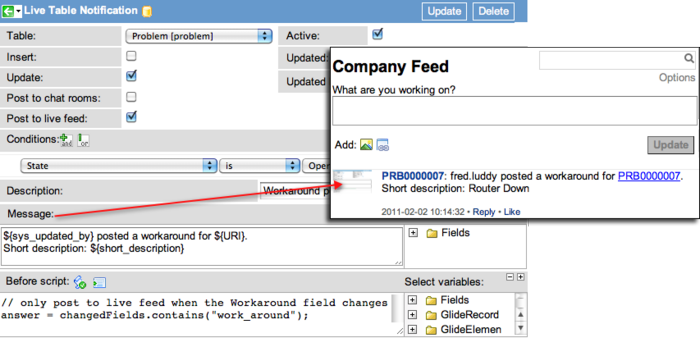 Live Table Notification
Update
Delete
Table:
Problem [problem]
Active:
Insert:
Updated:
Update:
Updated
Post to chat rooms:
Post to live feed:
Conditions:
and
or
State
is
Description:
Workaround
Message:
${sys_updated_by} posted a workaround for ${URI}.
Short description: ${short_description}
Fields
Before script:
Select variables:
// only post to live feed when the Workaround field changes
answer = changedFields.contains("work_around");
Fields
GlideRecord
GlideElemen
Company Feed
Options
What are you working on?
Add:
Update
PRB0000007: fred.luddy posted a workaround for PRB0000007.
Short description: Router Down
2011-02-02 10:14:32 • Reply • Like